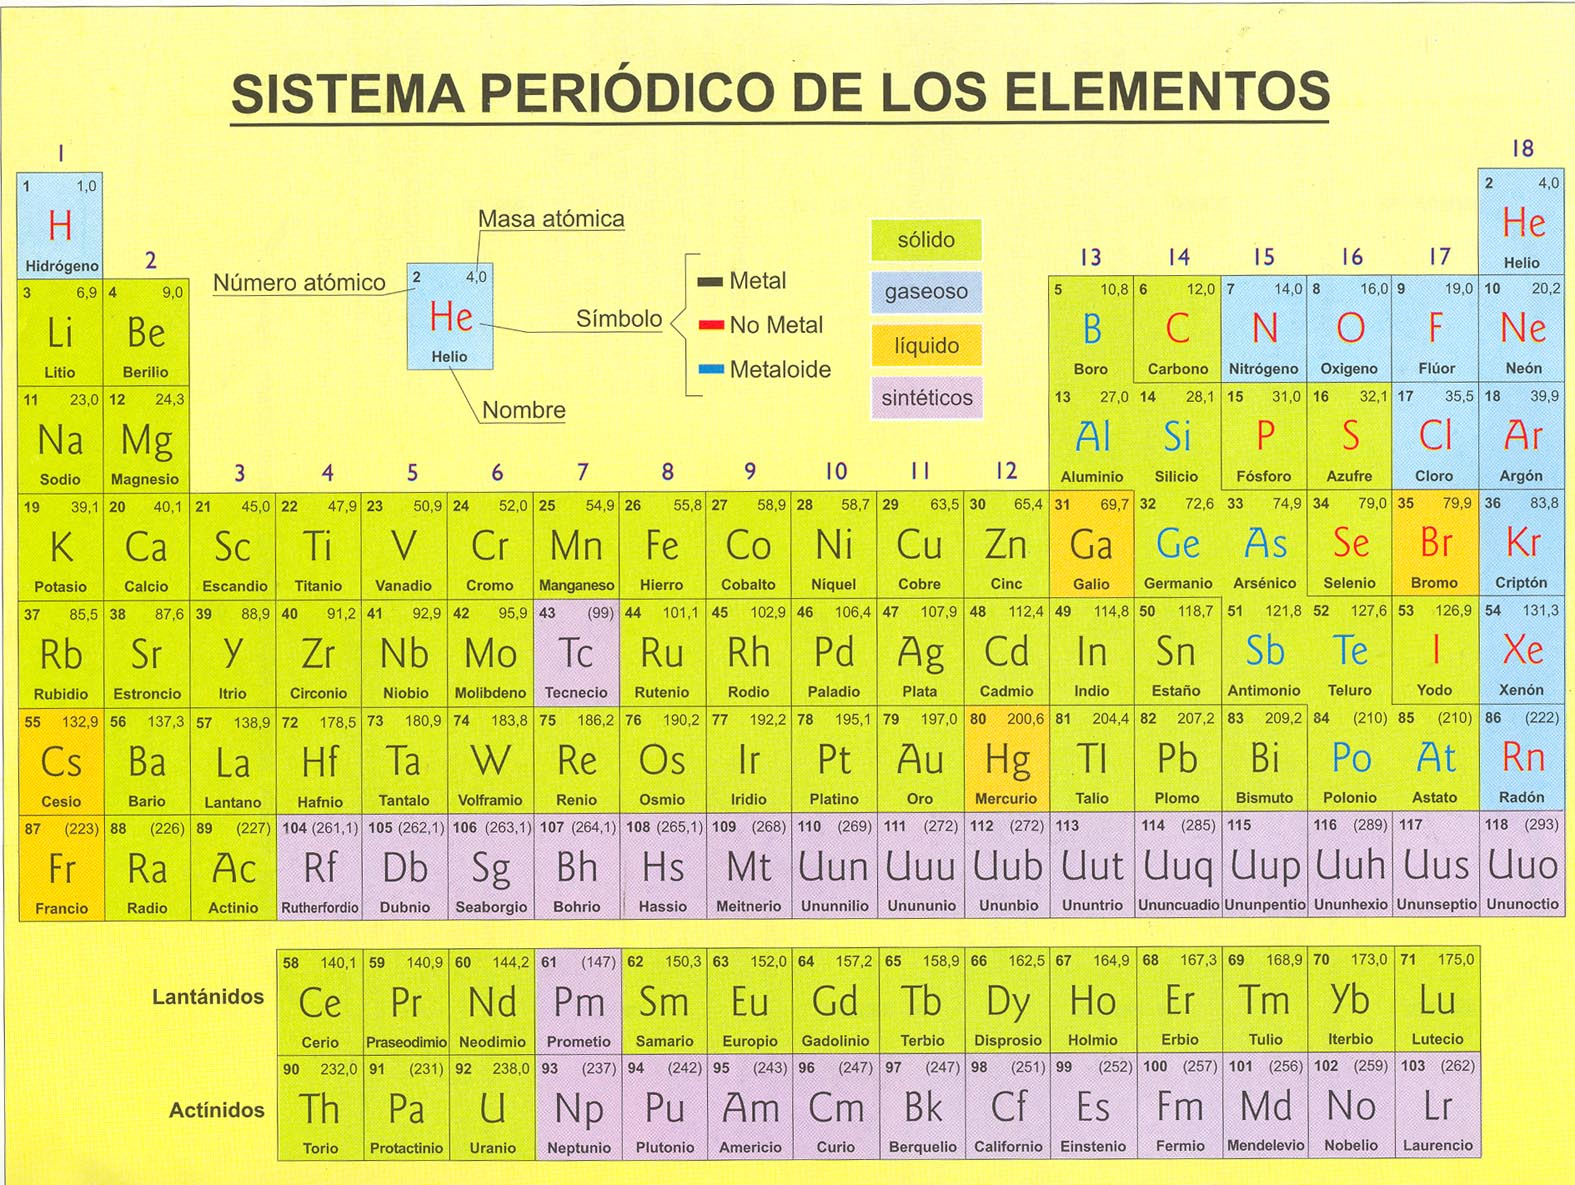 SISTEMA PERIÓDICO DE LOS ELEMENTOS
1 18
1 1,0 2 4,0
H He
Hidrógeno Helio
2 13 14 15 16 17
Masa atómica
Número atómico
2 4,0
He
Helio
Símbolo
Nombre
Metal
No Metal
Metaloide
sólido
gaseoso
líquido
sintéticos
3 6,9 4 9,0 5 10,8 6 12,0 7 14,0 8 16,0 9 19,0 10 20,2
Li Be B C N O F Ne
Litio Berilio Boro Carbono Nitrógeno Oxigeno Flúor Neón
11 23,0 12 24,3 13 27,0 14 28,1 15 31,0 16 32,1 17 35,5 18 39,9
Na Mg Al Si P S Cl Ar
Sodio Magnesio Aluminio Silicio Fósforo Azufre Cloro Argón
3 4 5 6 7 8 9 10 11 12
19 39,1 20 40,1 21 45,0 22 47,9 23 50,9 24 52,0 25 54,9 26 55,8 27 58,9 28 58,7 29 63,5 30 65,4 31 69,7 32 72,6 33 74,9 34 79,0 35 79,9 36 83,8
K Ca Sc Ti V Cr Mn Fe Co Ni Cu Zn Ga Ge As Se Br Kr
Potasio Calcio Escandio Titanio Vanadio Cromo Manganeso Hierro Cobalto Níquel Cobre Cinc Galio Germanio Arsénico Selenio Bromo Criptón
37 85,5 38 87,6 39 88,9 40 91,2 41 92,9 42 95,9 43 (99) 44 101,1 45 102,9 46 106,4 47 107,9 48 112,4 49 114,8 50 118,7 51 121,8 52 127,6 53 126,9 54 131,3
Rb Sr Y Zr Nb Mo Tc Ru Rh Pd Ag Cd In Sn Sb Te I Xe
Rubidio Estroncio Itrio Circonio Niobio Molibdeno Tecnecio Rutenio Rodio Paladio Plata Cadmio Indio Estaño Antimonio Teluro Yodo Xenón
55 132,9 56 137,3 57 138,9 72 178,5 73 180,9 74 183,8 75 186,2 76 190,2 77 192,2 78 195,1 79 197,0 80 200,6 81 204,4 82 207,2 83 209,2 84 (210) 85 (210) 86 (222)
Cs Ba La Hf Ta W Re Os Ir Pt Au Hg Tl Pb Bi Po At Rn
Cesio Bario Lantano Hafnio Tantalo Volframio Renio Osmio Iridio Platino Oro Mercurio Talio Plomo Bismuto Polonio Astato Radón
87 (223) 88 (226) 89 (227) 104 (261,1) 105 (262,1) 106 (263,1) 107 (264,1) 108 (265,1) 109 (268) 110 (269) 111 (272) 112 (272) 113 114 (285) 115 116 (289) 117 118 (293)
Fr Ra Ac Rf Db Sg Bh Hs Mt Uun Uuu Uub Uut Uuq Uup Uuh Uus Uuo
Francio Radio Actinio Rutherfordio Dubnio Seaborgio Bohrio Hassio Meitnerio Ununnilio Unununio Ununbio Ununtrio Ununcuadio Ununpentio Ununhexio Ununseptio Ununoctio
58 140,1 59 140,9 60 144,2 61 (147) 62 150,3 63 152,0 64 157,2 65 158,9 66 162,5 67 164,9 68 167,3 69 168,9 70 173,0 71 175,0
Lantánidos Ce Pr Nd Pm Sm Eu Gd Tb Dy Ho Er Tm Yb Lu
Cerio Praseodimio Neodimio Prometio Samario Europio Gadolinio Terbio Disprosio Holmio Erbio Tulio Iterbio Lutecio
90 232,0 91 (231) 92 238,0 93 (237) 94 (242) 95 (243) 96 (247) 97 (247) 98 (251) 99 (252) 100 (257) 101 (256) 102 (259) 103 (262)
Actínidos Th Pa U Np Pu Am Cm Bk Cf Es Fm Md No Lr
Torio Protactinio Uranio Neptunio Plutonio Americio Curio Berquelio Californio Einstenio Fermio Mendelevio Nobelio Laurencio